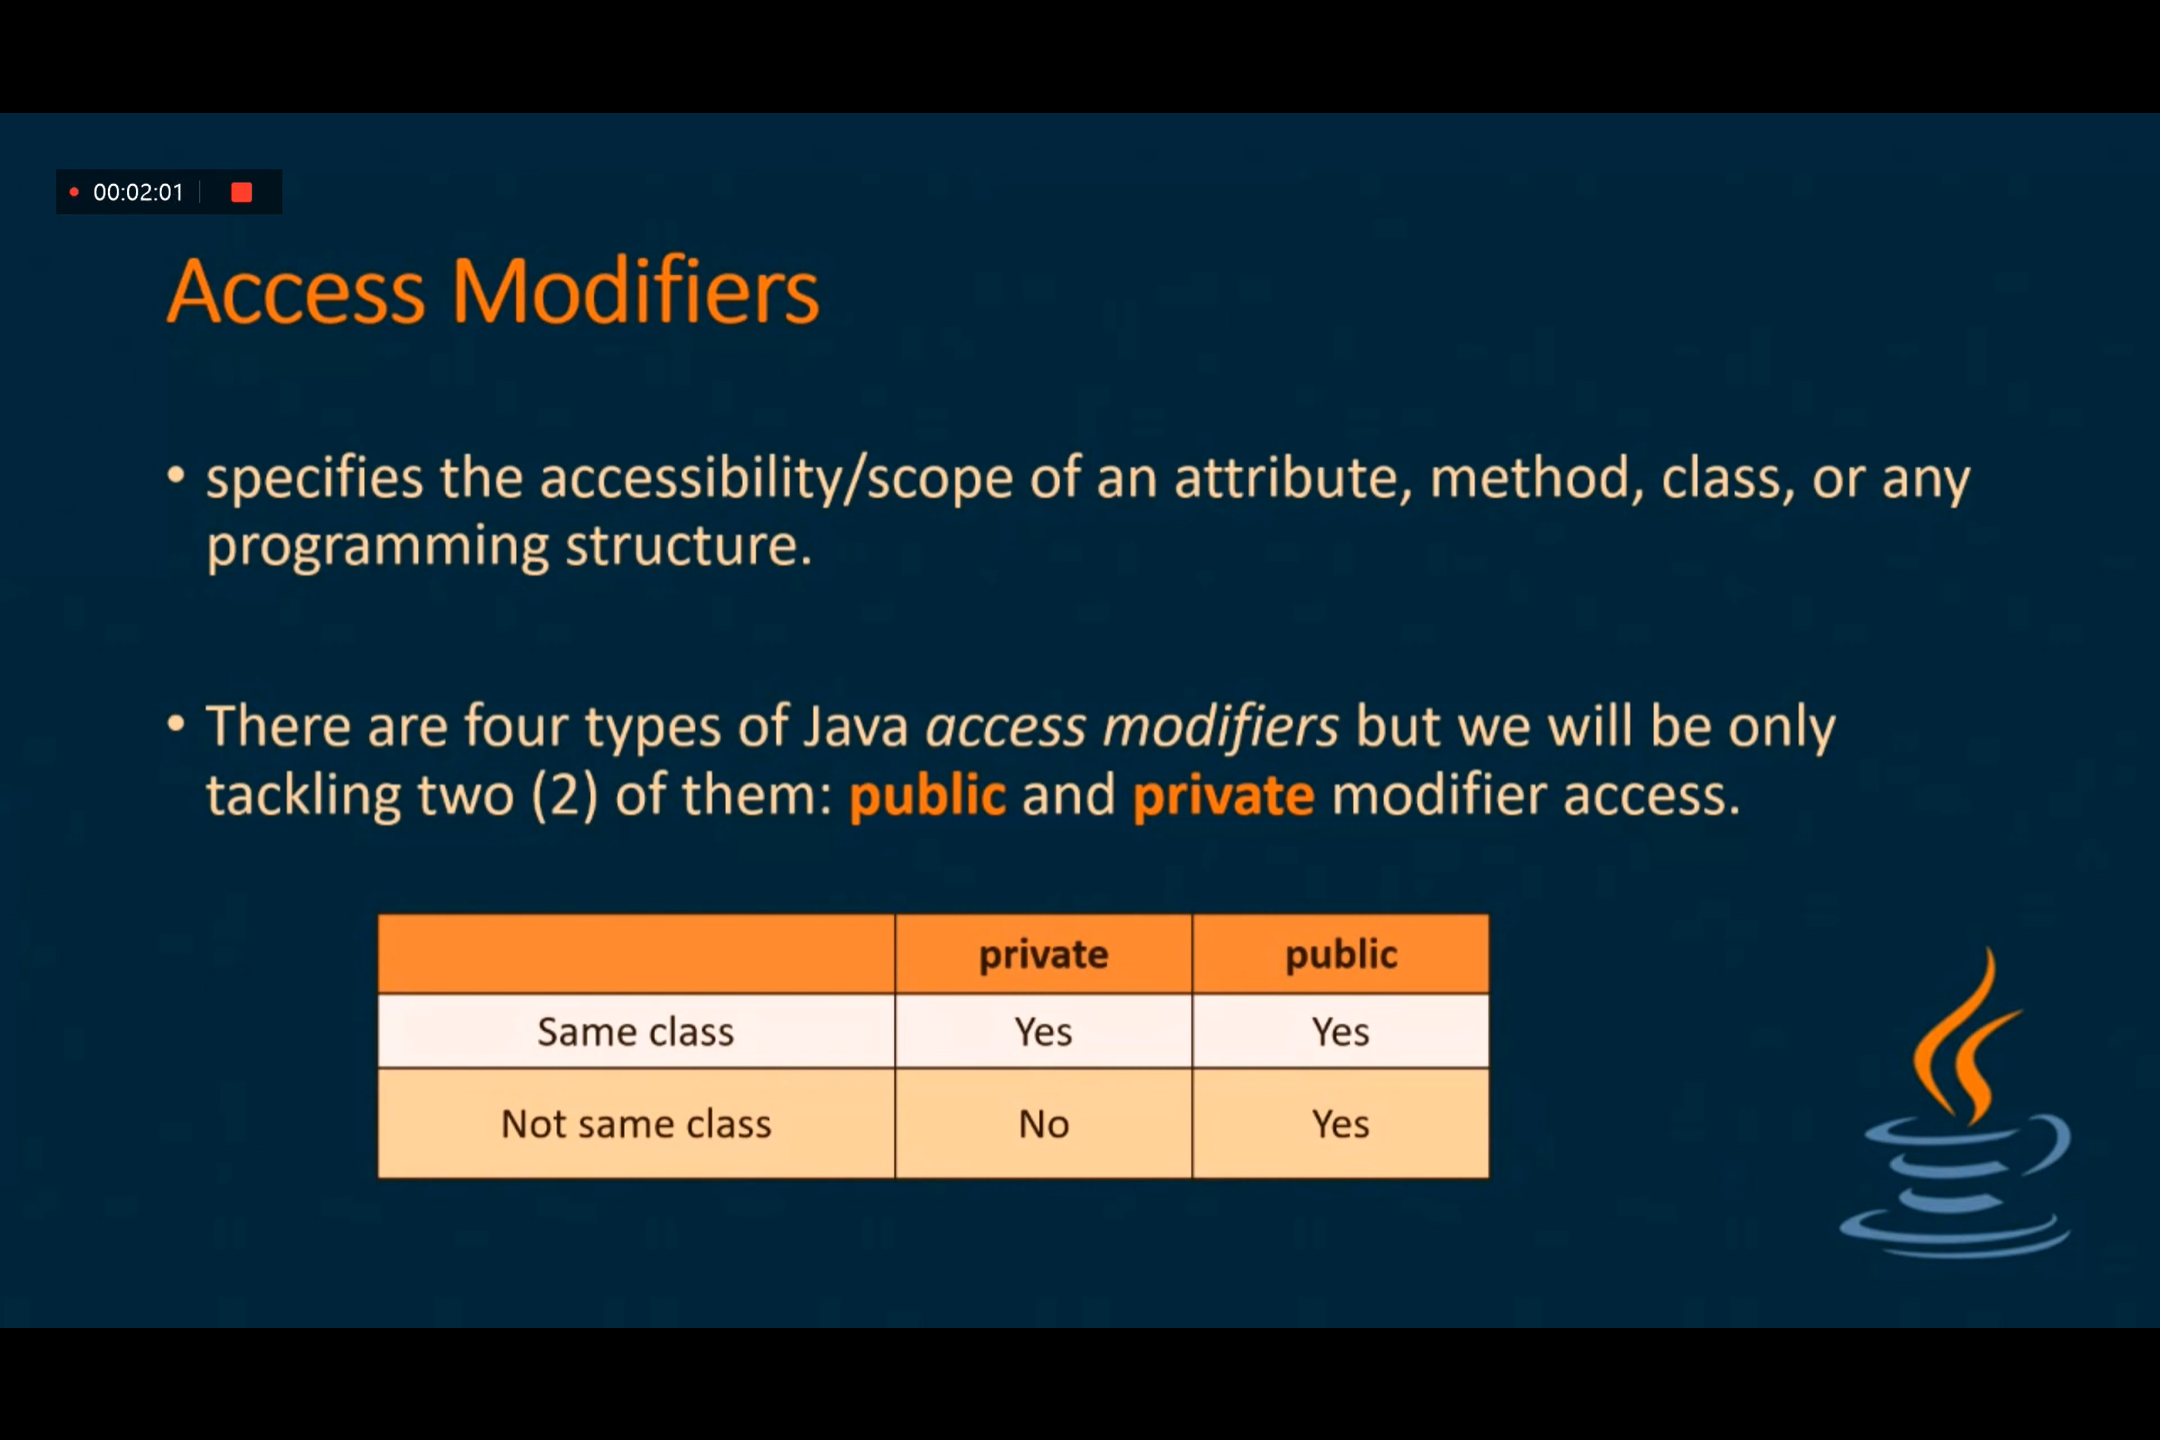 00:02:01
Access Modifiers
• specifies the accessibility/scope of an attribute, method, class, or any
programming structure.
• There are four types of Java access modifiers but we will be only
tackling two (2) of them: public and private modifier access.
private public
Same class Yes Yes
Not same class No Yes